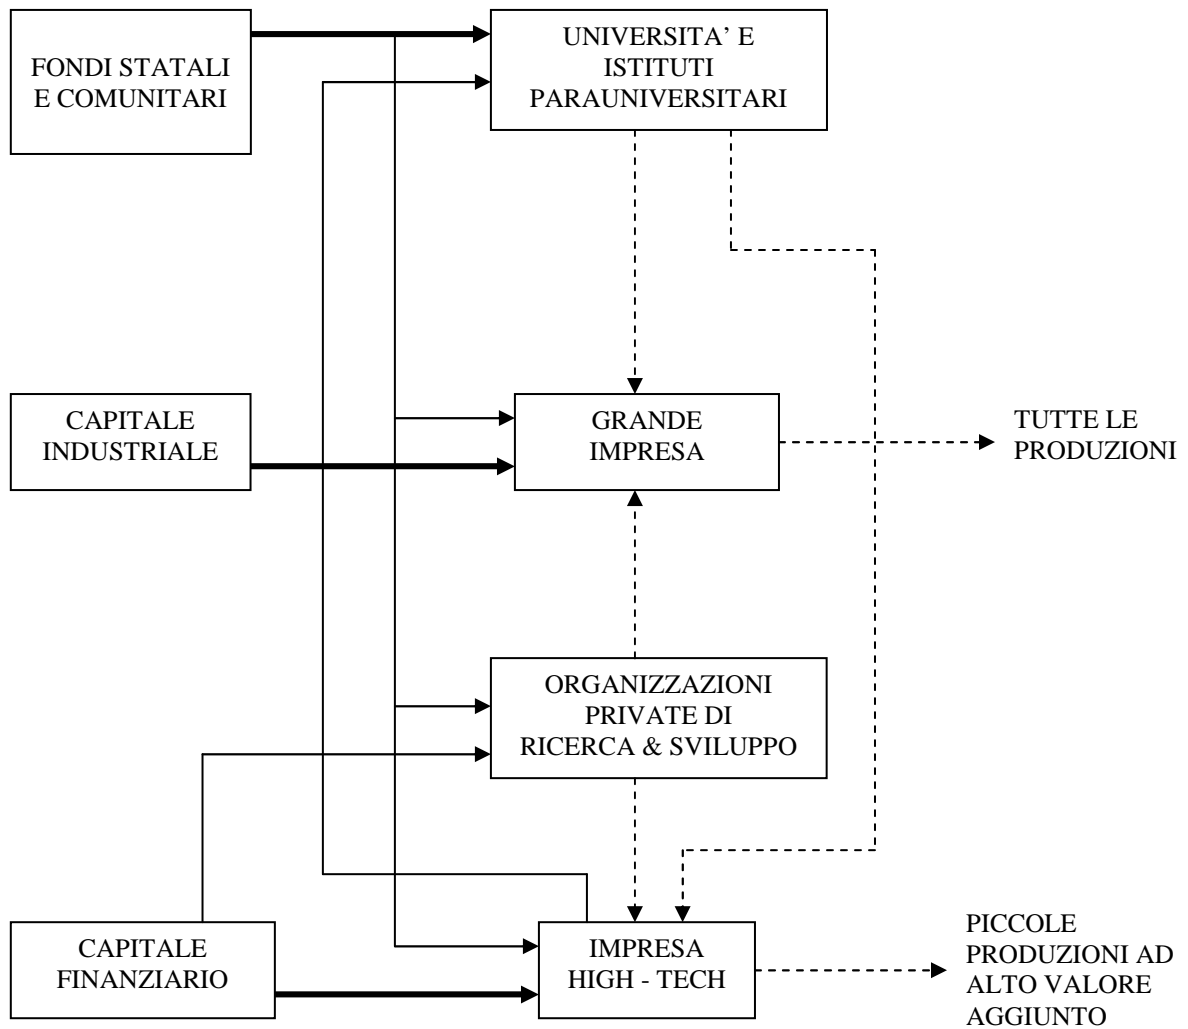 FONDI STATALI
E COMUNITARI
UNIVERSITA’ E
ISTITUTI
PARAUNIVERSITARI
CAPITALE
INDUSTRIALE
GRANDE
IMPRESA
TUTTE LE
PRODUZIONI
ORGANIZZAZIONI
PRIVATE DI
RICERCA & SVILUPPO
CAPITALE
FINANZIARIO
IMPRESA
HIGH - TECH
PICCOLE
PRODUZIONI AD
ALTO VALORE
AGGIUNTO